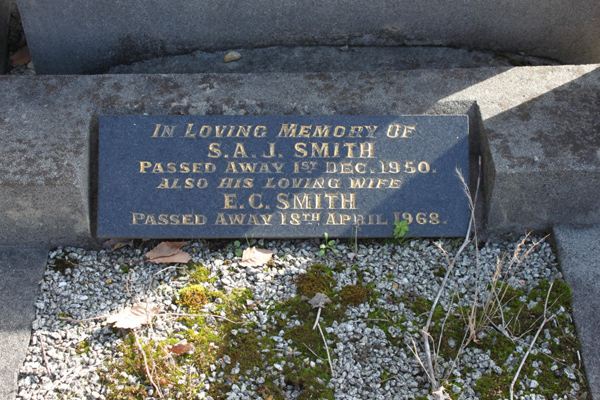 IN LOVING MEMORY OF
S.A.J. SMITH
PASSED AWAY 1ST DEC. 1950.
ALSO HIS LOVING WIFE
E.C. SMITH
PASSED AWAY 18TH APRIL 1968.